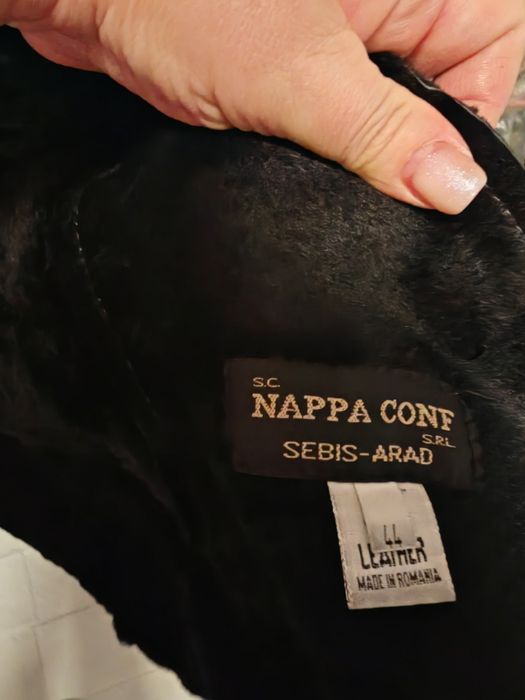 S.C.
NAPPA CONF
S.R.L
SEBIS-ARAD
44
LEATHER
MADE IN ROMANIA